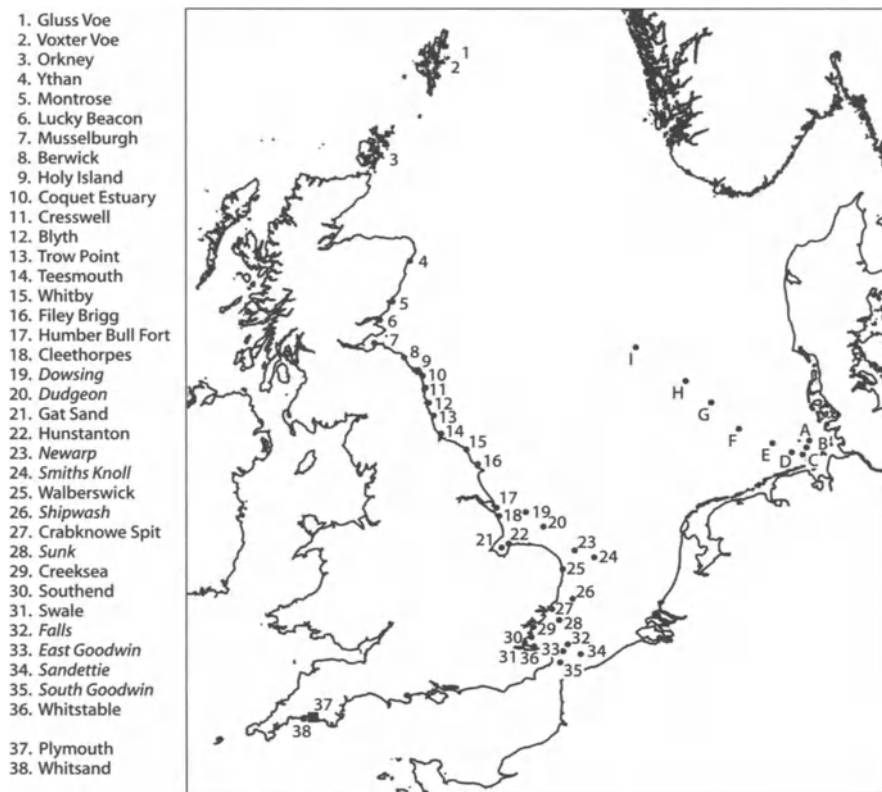 1. Gluss Voe
2. Voxter Voe
3. Orkney
4. Ythan
5. Montrose
6. Lucky Beacon
7. Musselburgh
8. Berwick
9. Holy Island
10. Coquet Estuary
11. Cresswell
12. Blyth
13. Trow Point
14. Teesmouth
15. Whitby
16. Filey Brigg
17. Humber Bull Fort
18. Cleethorpes
19. Dowsing
20. Dudgeon
21. Gat Sand
22. Hunstanton
23. Newarp
24. Smiths Knoll
25. Walberswick
26. Shipwash
27. Crabknowe Spit
28. Sunk
29. Creeksea
30. Southend
31. Swale
32. Falls
33. East Goodwin
34. Sandettie
35. South Goodwin
36. Whitstable
37. Plymouth
38. Whitsand
1
2
3
4
5
6
7
8
9
10
11
12
13
14
15
16
17
18
19
20
21
22
23
24
25
26
27
28
29
30
31
36
32
33
34
35
37
38
I
H
G
F
E
D
A
B
C